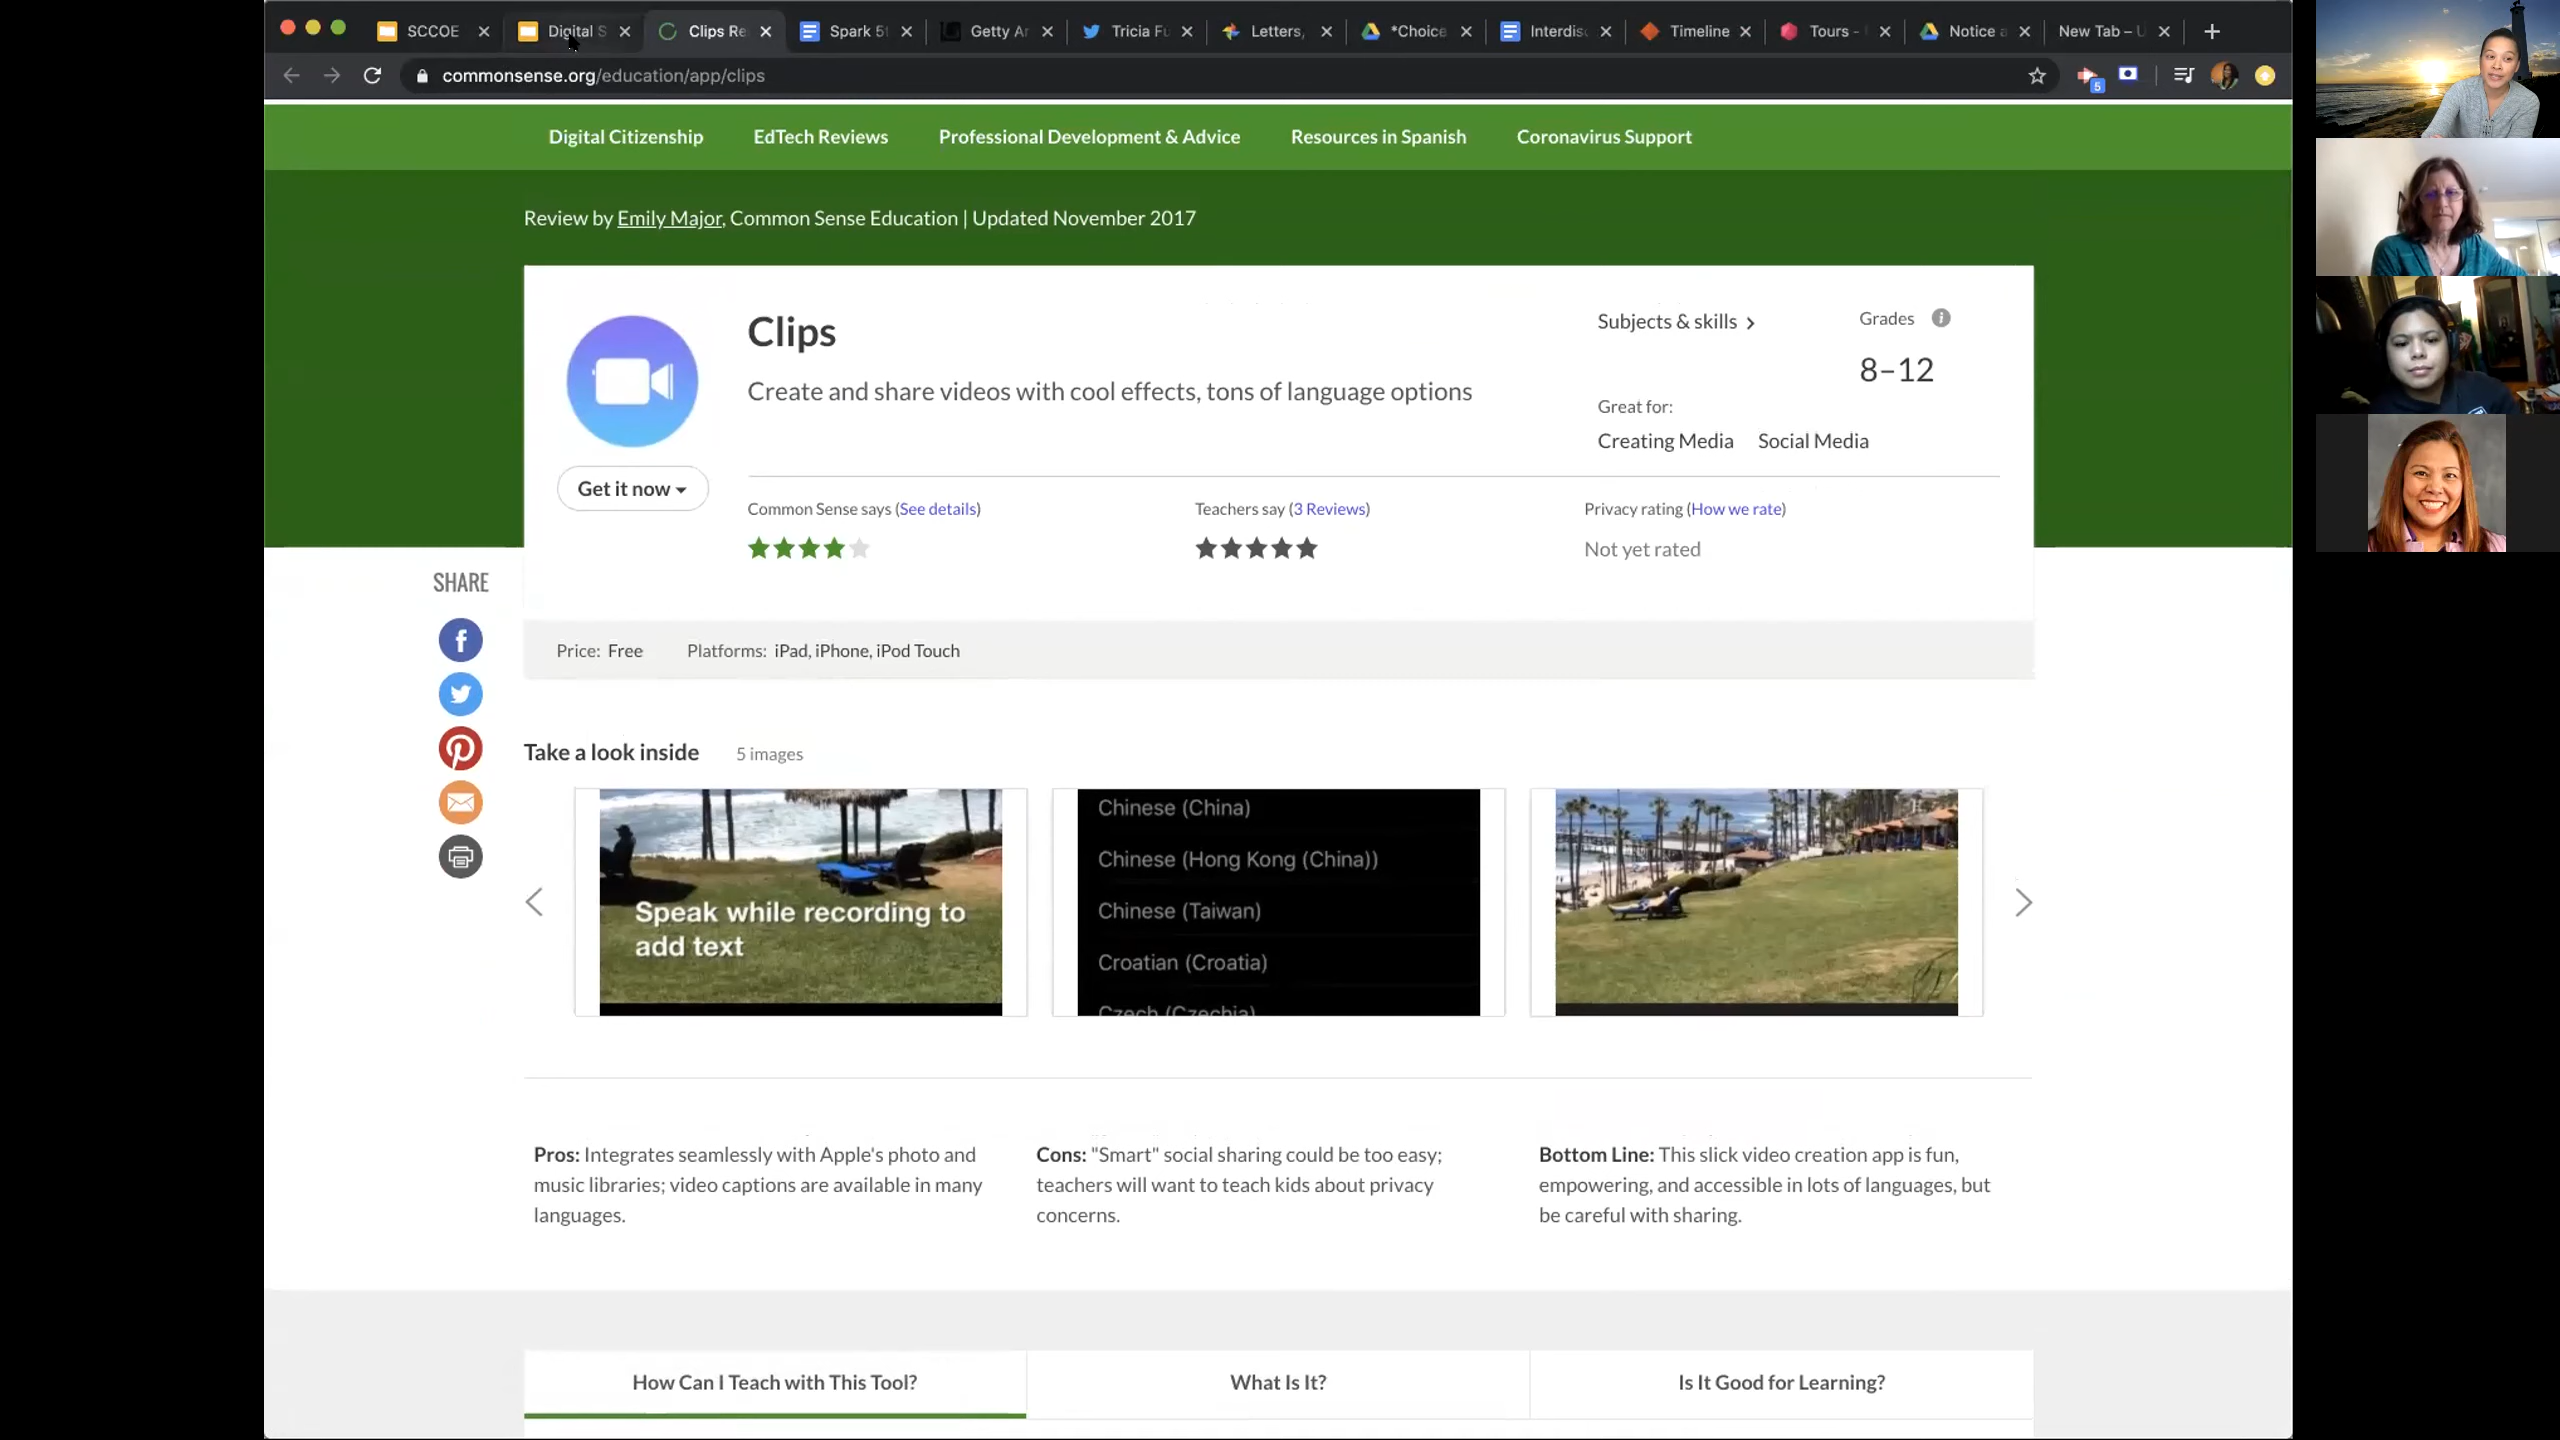 SCCOE
Digital S
Clips Re
Spark 5t
Getty Ar
Tricia Fu
Letters,
*Choice
Interdisc
Timeline
Tours -
Notice a
New Tab – U
commonsense.org/education/app/clips
5
Digital Citizenship
EdTech Reviews
Professional Development & Advice
Resources in Spanish
Coronavirus Support
Review by Emily Major, Common Sense Education | Updated November 2017
Clips
Create and share videos with cool effects, tons of language options
Subjects & skills
Grades
8–12
Great for:
Creating Media Social Media
Get it now
Common Sense says (See details)
Teachers say (3 Reviews)
Privacy rating (How we rate)
Not yet rated
SHARE
Price: Free Platforms: iPad, iPhone, iPod Touch
Take a look inside 5 images
Speak while recording to
add text
Chinese (China)
Chinese (Hong Kong (China))
Chinese (Taiwan)
Croatian (Croatia)
Czech (Czechia)
Pros: Integrates seamlessly with Apple's photo and
music libraries; video captions are available in many
languages.
Cons: "Smart" social sharing could be too easy;
teachers will want to teach kids about privacy
concerns.
Bottom Line: This slick video creation app is fun,
empowering, and accessible in lots of languages, but
be careful with sharing.
How Can I Teach with This Tool?
What Is It?
Is It Good for Learning?